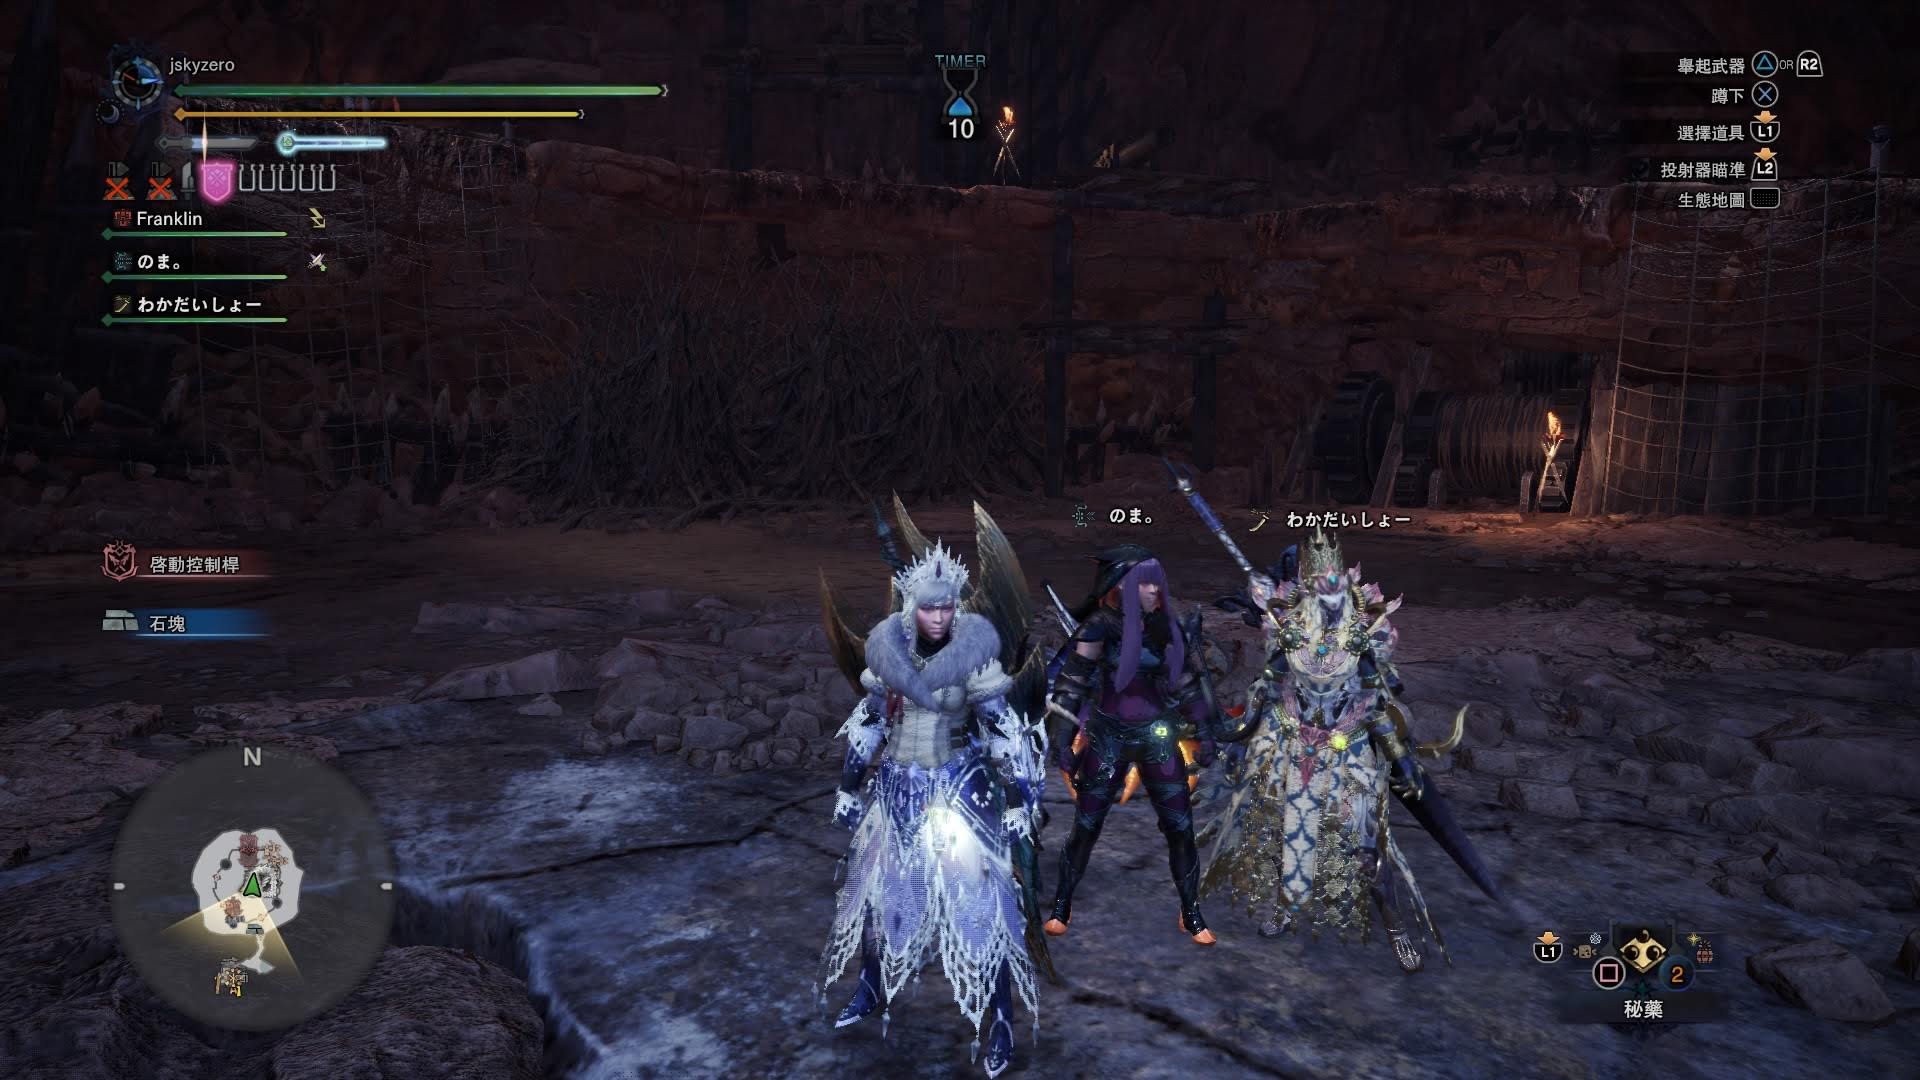 jskyzero
TIMER
10
舉起武器 OR R2
蹲下
選擇道具 L1
投射器瞄準 L2
生態地圖
Franklin
のま。
わかだいしょー
のま。
わかだいしょー
啓動控制桿
石塊
N
L1
2
秘藥